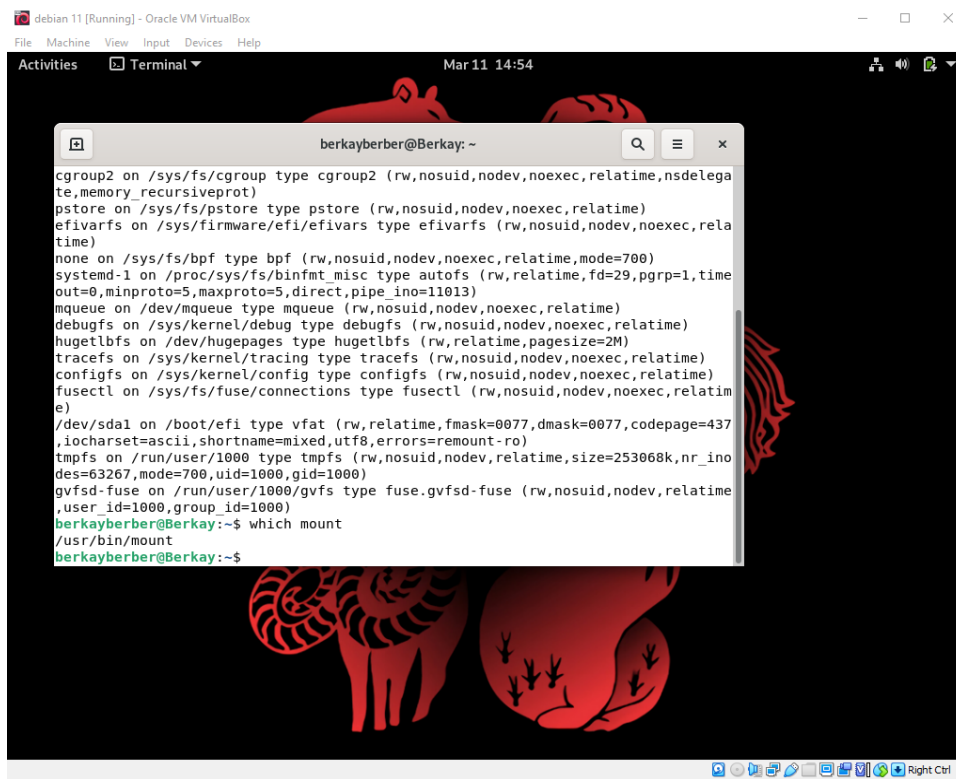 debian 11 [Running] - Oracle VM VirtualBox
File Machine View Input Devices Help
Activities Terminal Mar 11 14:54
berkayberber@Berkay: ~
cgroup2 on /sys/fs/cgroup type cgroup2 (rw,nosuid,nodev,noexec,relatime,nsdelega
te,memory_recursiveprot)
pstore on /sys/fs/pstore type pstore (rw,nosuid,nodev,noexec,relatime)
efivarfs on /sys/firmware/efi/efivars type efivarfs (rw,nosuid,nodev,noexec,rela
time)
none on /sys/fs/bpf type bpf (rw,nosuid,nodev,noexec,relatime,mode=700)
systemd-1 on /proc/sys/fs/binfmt_misc type autofs (rw,relatime,fd=29,pgrp=1,time
out=0,minproto=5,maxproto=5,direct,pipe_ino=11013)
mqueue on /dev/mqueue type mqueue (rw,nosuid,nodev,noexec,relatime)
debugfs on /sys/kernel/debug type debugfs (rw,nosuid,nodev,noexec,relatime)
hugetlbfs on /dev/hugepages type hugetlbfs (rw,relatime,pagesize=2M)
tracefs on /sys/kernel/tracing type tracefs (rw,nosuid,nodev,noexec,relatime)
configfs on /sys/kernel/config type configfs (rw,nosuid,nodev,noexec,relatime)
fusectl on /sys/fs/fuse/connections type fusectl (rw,nosuid,nodev,noexec,relatim
e)
/dev/sda1 on /boot/efi type vfat (rw,relatime,fmask=0077,dmask=0077,codepage=437
,iocharset=ascii,shortname=mixed,utf8,errors=remount-ro)
tmpfs on /run/user/1000 type tmpfs (rw,nosuid,nodev,relatime,size=253068k,nr_ino
des=63267,mode=700,uid=1000,gid=1000)
gvfsd-fuse on /run/user/1000/gvfs type fuse.gvfsd-fuse (rw,nosuid,nodev,relatime
,user_id=1000,group_id=1000)
berkayberber@Berkay:~$ which mount
/usr/bin/mount
berkayberber@Berkay:~$
Right Ctrl